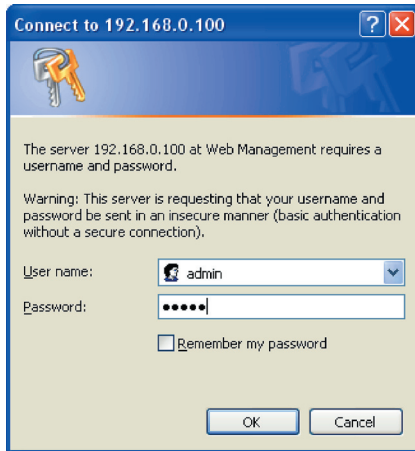 Connect to 192.168.0.100
The server 192.168.0.100 at Web Management requires a
username and password.
Warning: This server is requesting that your username and
password be sent in an insecure manner (basic authentication
without a secure connection).
User name:
admin
Password:
•••••
Remember my password
OK
Cancel